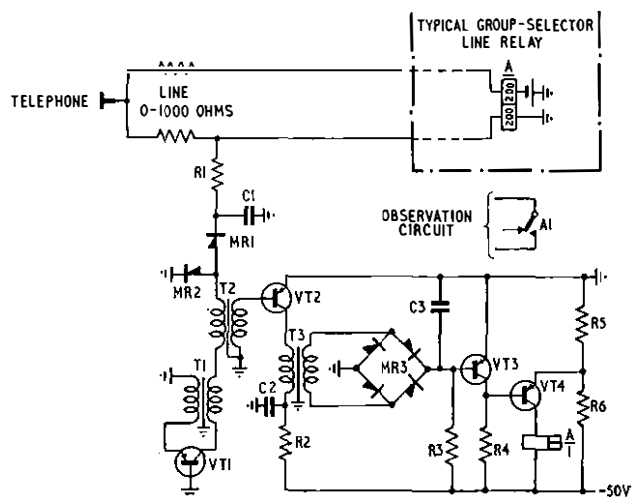 TYPICAL GROUP-SELECTOR
LINE RELAY
A
200
200
TELEPHONE
LINE
0-1000 OHMS
R1
C1
MR1
OBSERVATION
CIRCUIT
A1
MR2
T2
VT2
C3
T3
R5
T1
MR3
VT3
VT4
R6
C2
A
1
R2
R3
R4
VT1
-50V